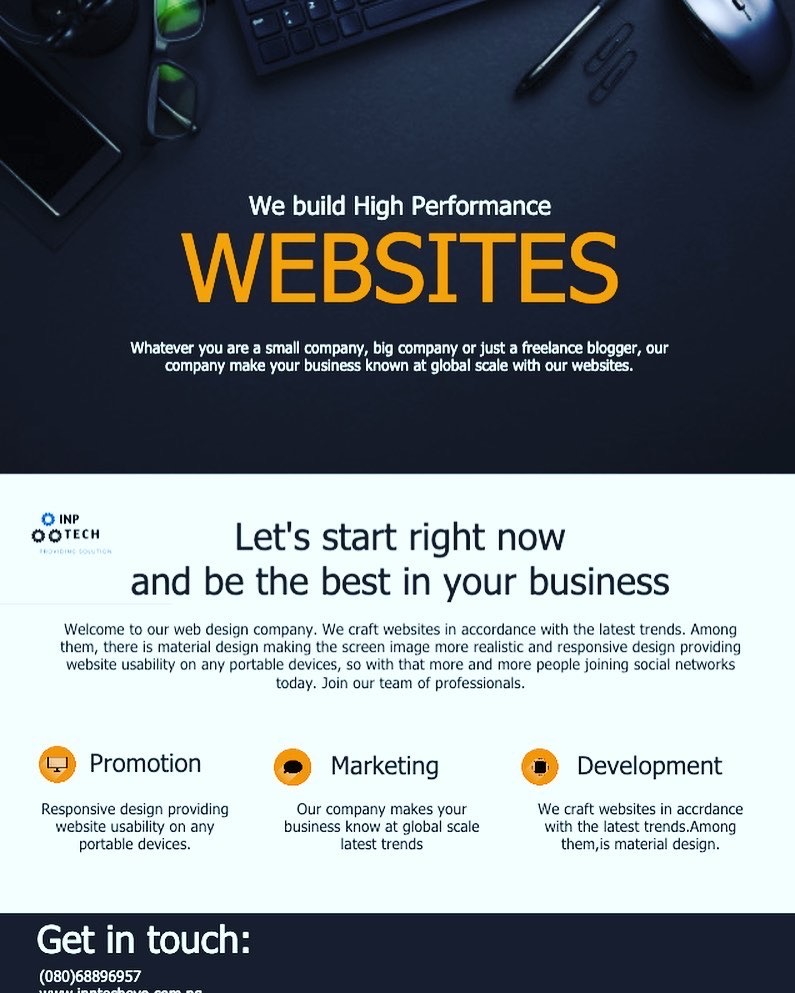 We build High Performance
WEBSITES
Whatever you are a small company, big company or just a freelance blogger, our
company make your business known at global scale with our websites.
INP
TECH
PROVIDING SOLUTION
Let's start right now
and be the best in your business
Welcome to our web design company. We craft websites in accordance with the latest trends. Among
them, there is material design making the screen image more realistic and responsive design providing
website usability on any portable devices, so with that more and more people joining social networks
today. Join our team of professionals.
Promotion
Responsive design providing
website usability on any
portable devices.
Marketing
Our company makes your
business know at global scale
latest trends
Development
We craft websites in accrdance
with the latest trends.Among
them,is material design.
Get in touch:
(080)68896957